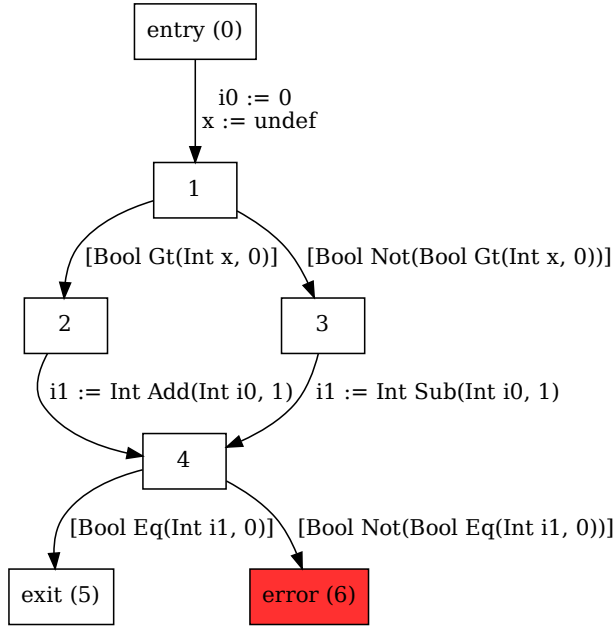 entry (0)
i0 := 0
x := undef
1
[Bool Gt(Int x, 0)]
[Bool Not(Bool Gt(Int x, 0))]
2
3
i1 := Int Add(Int i0, 1)
i1 := Int Sub(Int i0, 1)
4
[Bool Eq(Int i1, 0)]
[Bool Not(Bool Eq(Int i1, 0))]
exit (5)
error (6)